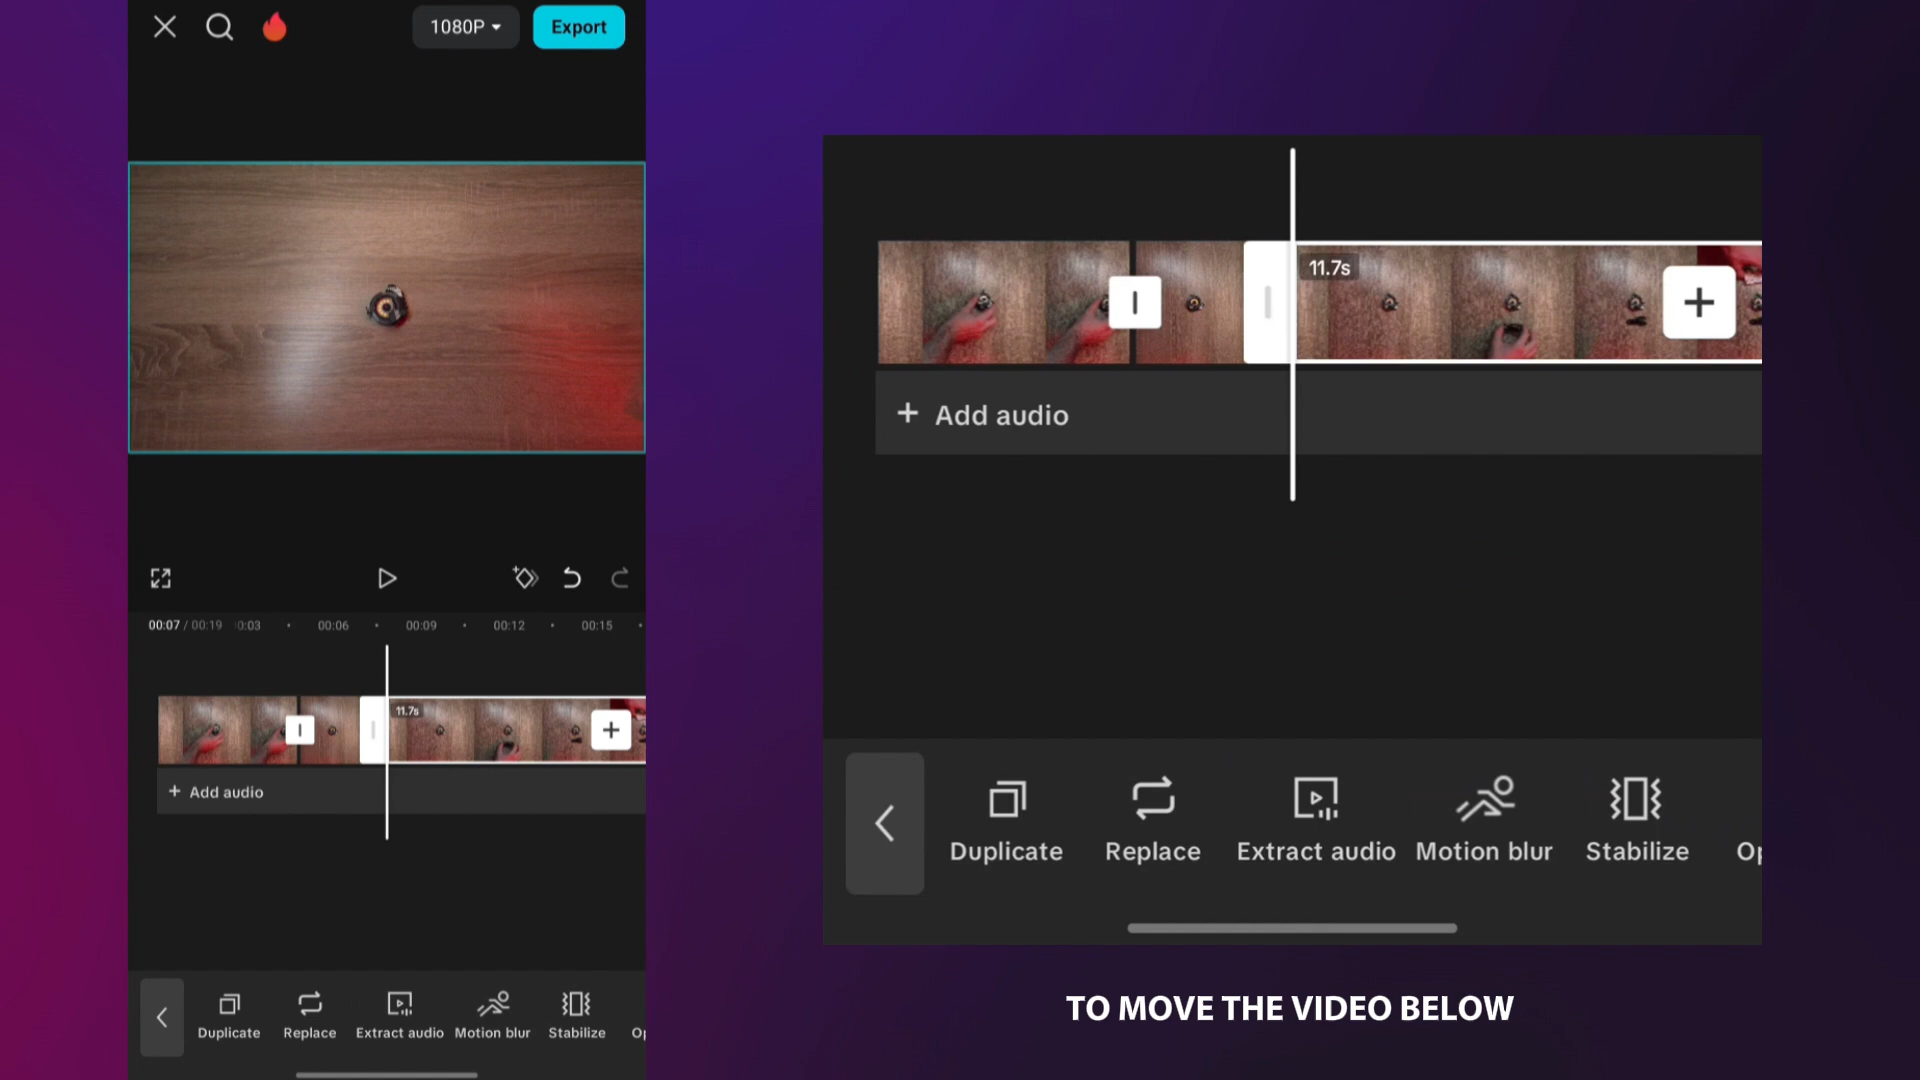 1080P
Export
00:07 / 00:19
0:03
00:06
00:09
00:12
00:15
11.7s
+ Add audio
Duplicate
Replace
Extract audio
Motion blur
Stabilize
Op
11.7s
+ Add audio
Duplicate
Replace
Extract audio
Motion blur
Stabilize
Op
TO MOVE THE VIDEO BELOW